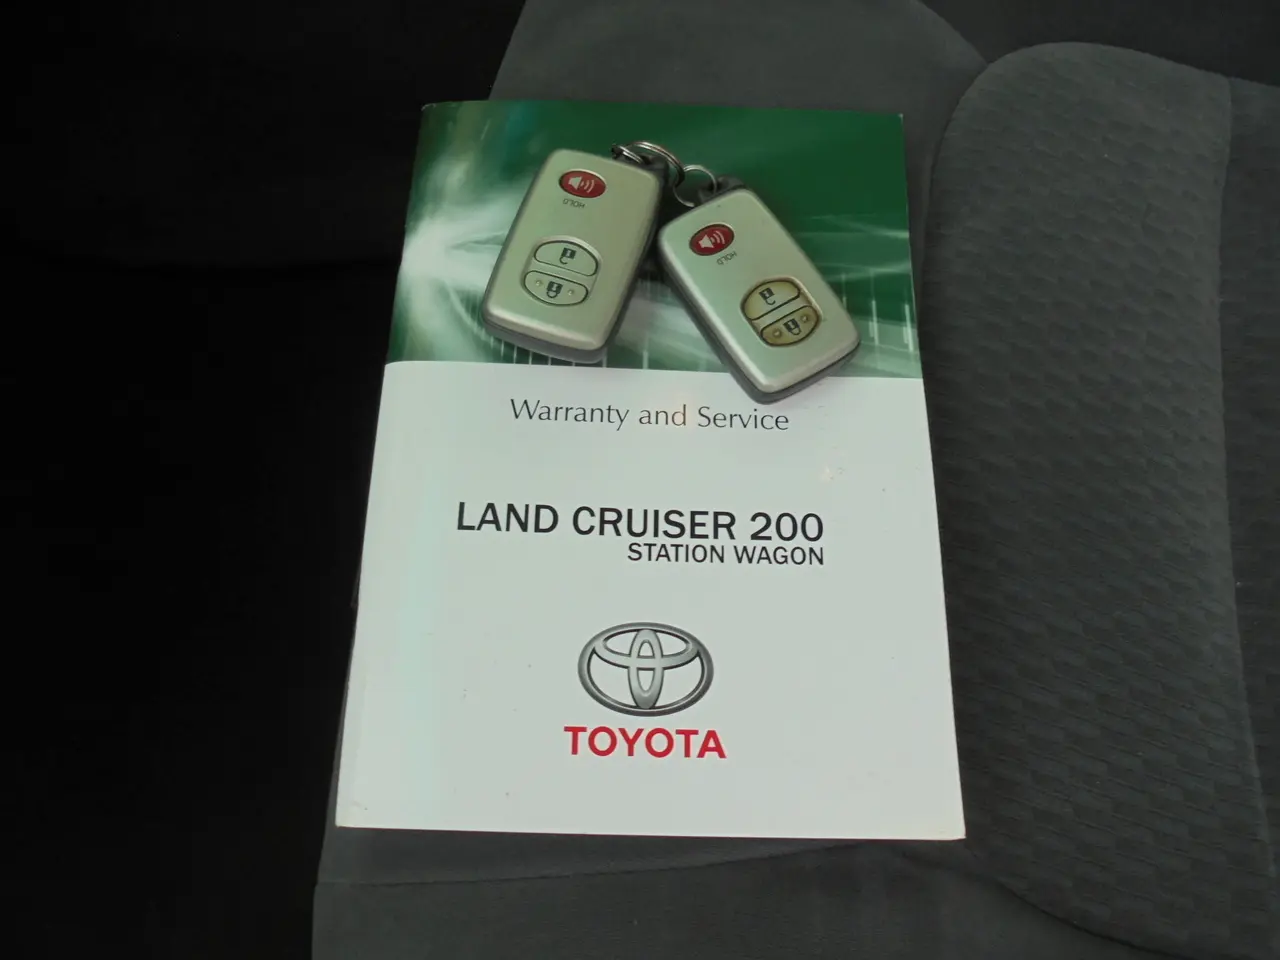 HOLD
HOLD
Warranty and Service
LAND CRUISER 200
STATION WAGON
TOYOTA